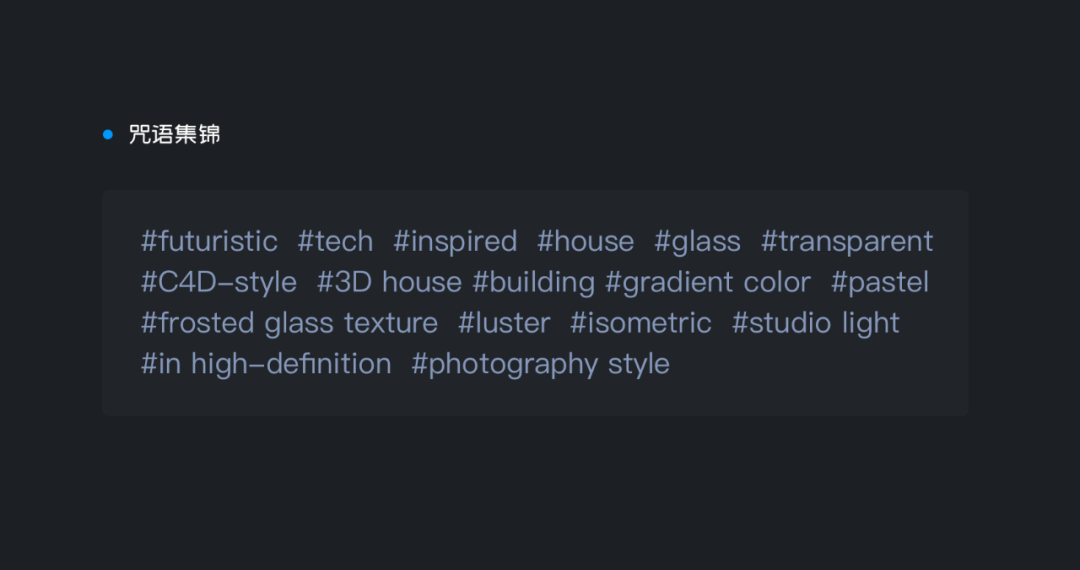 咒语集锦
#futuristic #tech #inspired #house #glass #transparent
#C4D-style #3D house #building #gradient color #pastel
#frosted glass texture #luster #isometric #studio light
#in high-definition #photography style